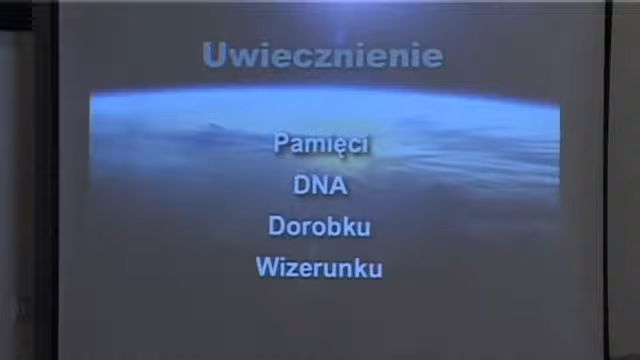 Uwiecznienie
Pamięci
DNA
Dorobku
Wizerunku